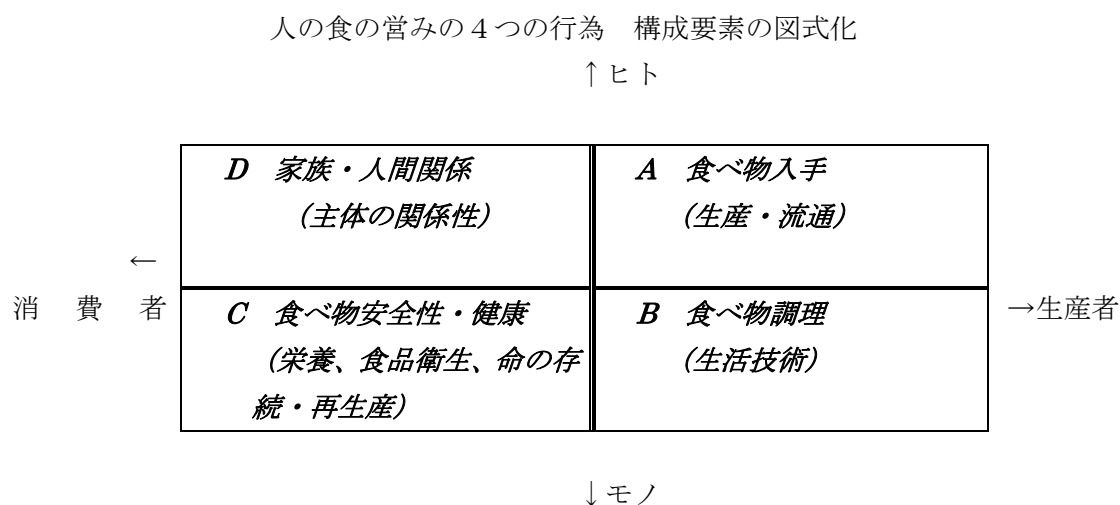 人の食の営みの４つの行為　構成要素の図式化
↑ヒト
D　家族・人間関係
（主体の関係性）
A　食べ物入手
（生産・流通）
←
消　費　者
C　食べ物安全性・健康
（栄養、食品衛生、命の存
続・再生産）
B　食べ物調理
（生活技術）
→生産者
↓モノ